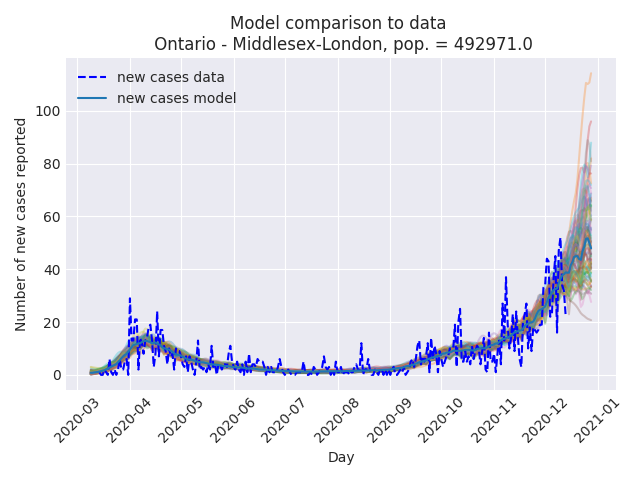 Model comparison to data
Ontario - Middlesex-London, pop. = 492971.0
new cases data
new cases model
Number of new cases reported
100
80
60
40
20
0
2020-03
2020-04
2020-05
2020-06
2020-07
2020-08
2020-09
2020-10
2020-11
2020-12
2021-01
Day